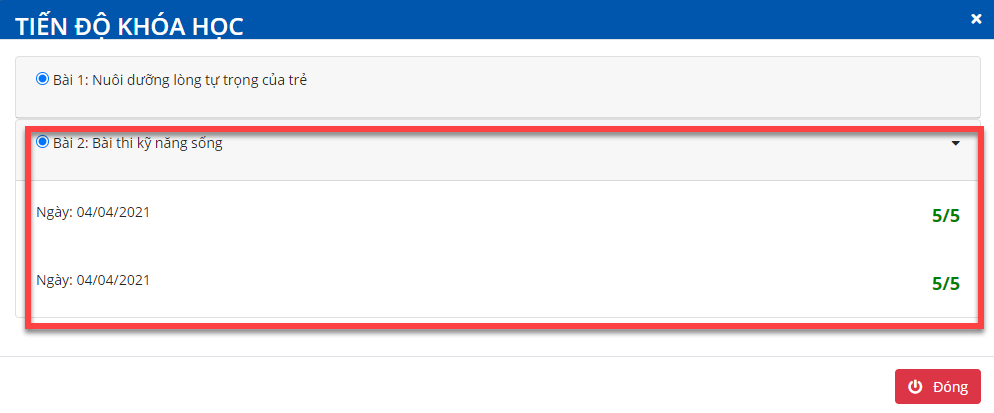 TIẾN ĐỘ KHÓA HỌC
Bài 1: Nuôi dưỡng lòng tự trọng của trẻ
Bài 2: Bài thi kỹ năng sống
Ngày: 04/04/2021 5/5
Ngày: 04/04/2021 5/5
Đóng